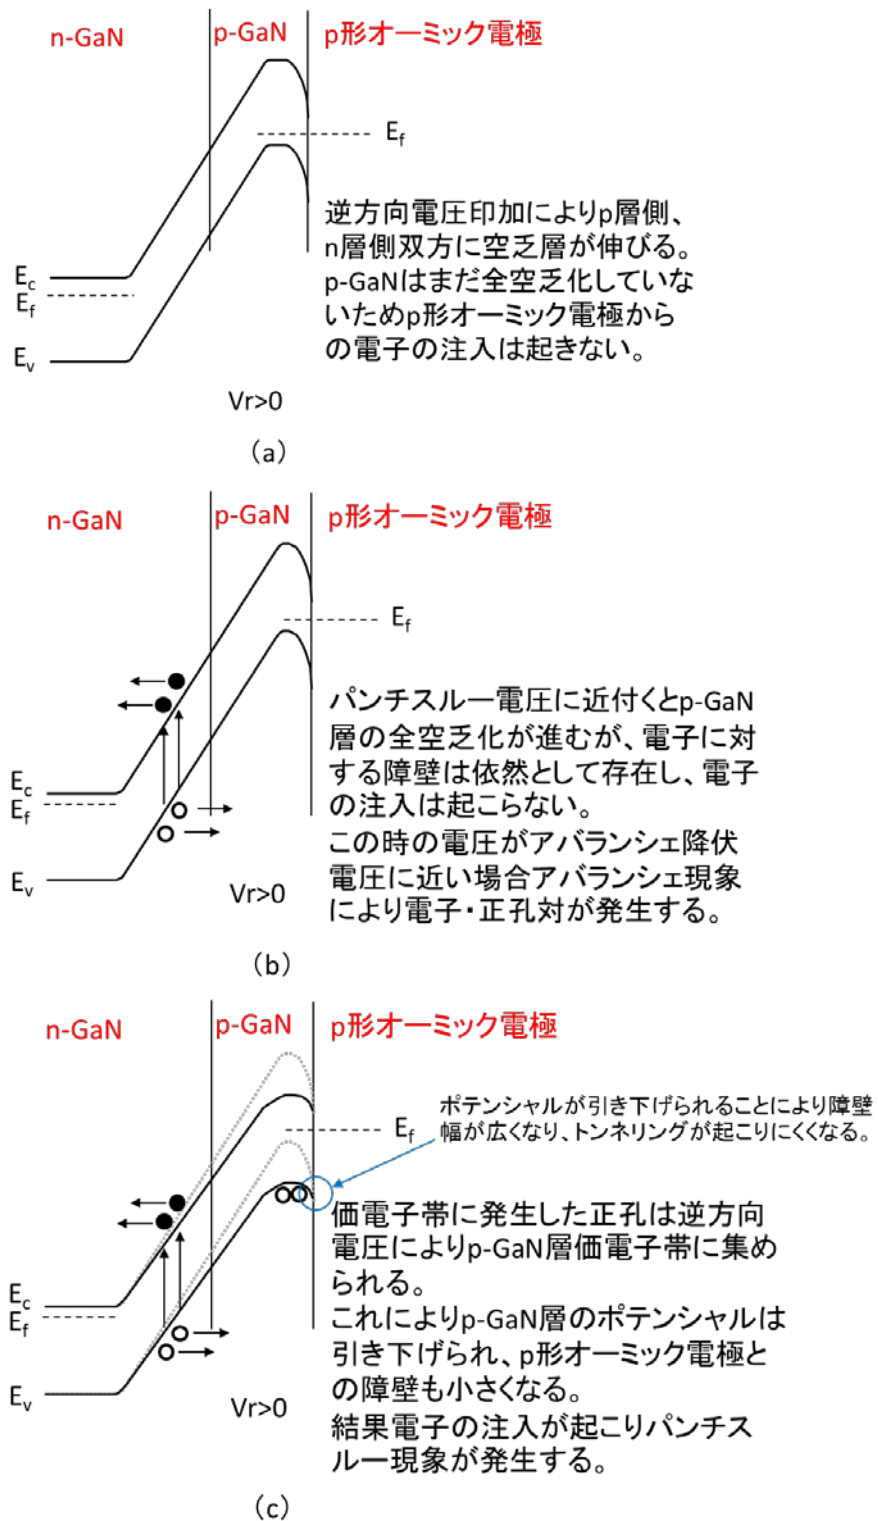 n-GaN
p-GaN
p形オーミック電極
Ef
逆方向電圧印加によりp層側、
n層側双方に空乏層が伸びる。
p-GaNはまだ全空乏化していな
いためp形オーミック電極から
の電子の注入は起きない。
Ec
Ef
Ev
Vr>0
(a)
n-GaN
p-GaN
p形オーミック電極
Ef
パンチスルー電圧に近付くとp-GaN
層の全空乏化が進むが、電子に対
する障壁は依然として存在し、電子
の注入は起こらない。
この時の電圧がアバランシェ降伏
電圧に近い場合アバランシェ現象
により電子・正孔対が発生する。
Ec
Ef
Ev
Vr>0
(b)
n-GaN
p-GaN
p形オーミック電極
ポテンシャルが引き下げられることにより障壁
幅が広くなり、トンネリングが起こりにくくなる。
Ef
価電子帯に発生した正孔は逆方向
電圧によりp-GaN層価電子帯に集め
られる。
これによりp-GaN層のポテンシャルは
引き下げられ、p形オーミック電極と
の障壁も小さくなる。
結果電子の注入が起こりパンチス
ルー現象が発生する。
Ec
Ef
Ev
Vr>0
(c)